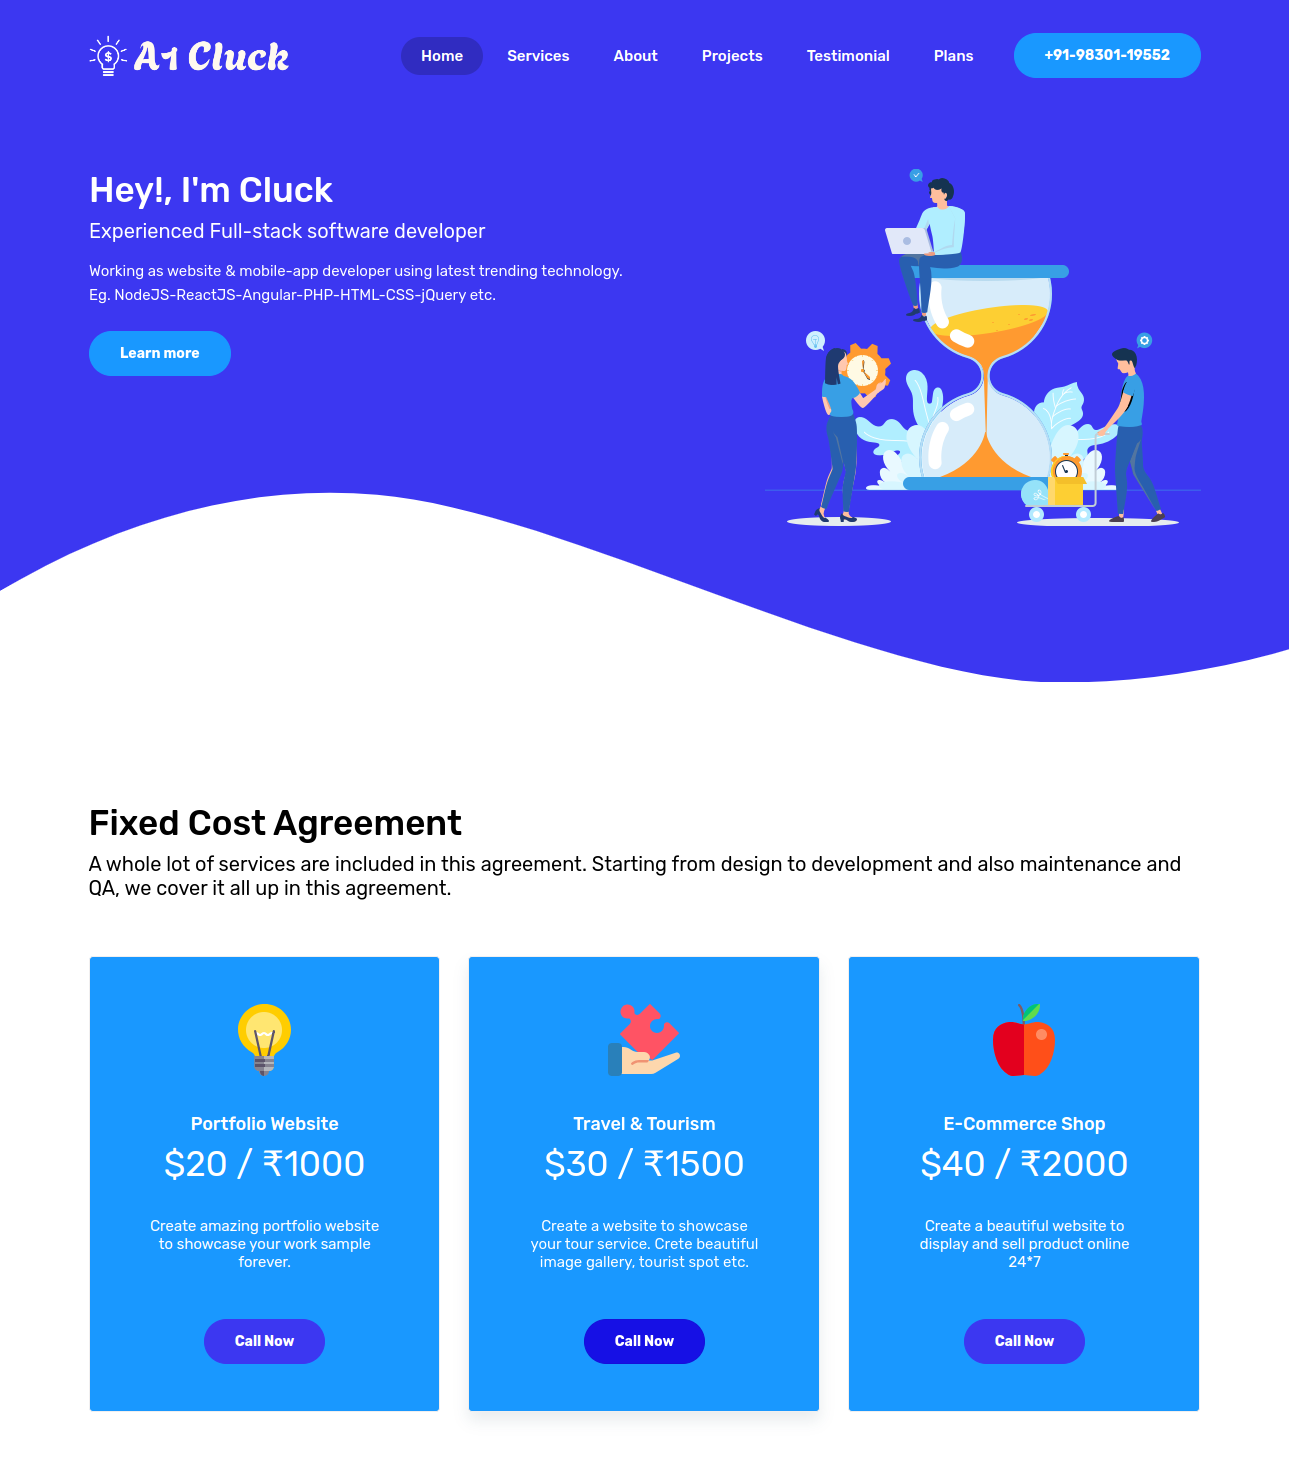 A1 Cluck
Home
Services
About
Projects
Testimonial
Plans
+91-98301-19552
Hey!, I'm Cluck
Experienced Full-stack software developer
Working as website & mobile-app developer using latest trending technology.
Eg. NodeJS-ReactJS-Angular-PHP-HTML-CSS-jQuery etc.
Learn more
Fixed Cost Agreement
A whole lot of services are included in this agreement. Starting from design to development and also maintenance and
QA, we cover it all up in this agreement.
Portfolio Website
$20 / ₹1000
Create amazing portfolio website
to showcase your work sample
forever.
Call Now
Travel & Tourism
$30 / ₹1500
Create a website to showcase
your tour service. Crete beautiful
image gallery, tourist spot etc.
Call Now
E-Commerce Shop
$40 / ₹2000
Create a beautiful website to
display and sell product online
24*7
Call Now